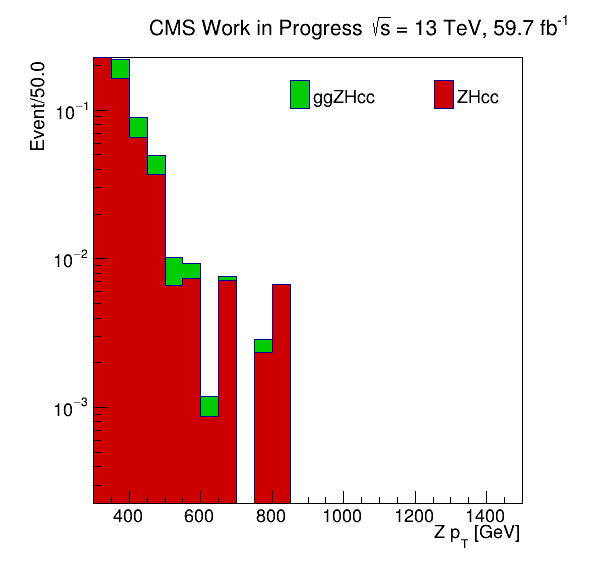 CMS Work in Progress √s = 13 TeV, 59.7 fb⁻¹
Event/50.0
ggZHcc ZHcc
10⁻¹
10⁻²
10⁻³
400 600 800 1000 1200 1400
Z p_T [GeV]